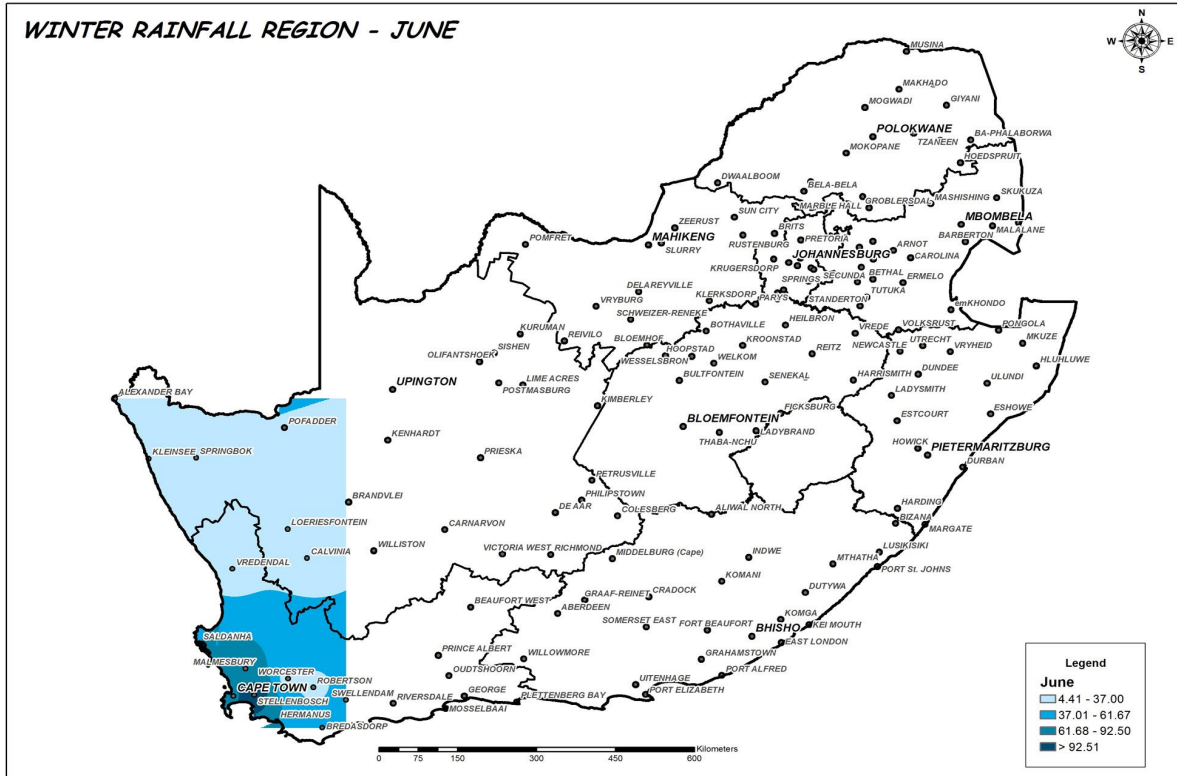 WINTER RAINFALL REGION - JUNE
N
W E
S
MUSINA
MAKHADO
MOGWADI
GIYANI
POLOKWANE
TZANEEN
BA-PHALABORWA
MOKOPANE
HOEDSPRUIT
DWAALBOOM
BELA-BELA
MARBLE HALL
GROBLERSDAL
MASHISHING
SKUKUZA
SUN CITY
ZEERUST
MBOMBELA
MALALANE
BRITS
MAHIKENG
RUSTENBURG
PRETORIA
BARBERTON
POMFRET
SLURRY
ARNOT
JOHANNESBURG
CAROLINA
KRUGERSDORP
SECUNDA
BETHAL
SPRINGS
ERMELO
DELAREYVILLE
TUTUKA
KLERKSDORP
PARYS
STANDERTON
emKHONDO
VRYBURG
SCHWEIZER-RENEKE
HEILBRON
KURUMAN
REIVILO
BOTHAVILLE
VREDE
VOLKSRUST
PONGOLA
BLOEMHOF
KROONSTAD
UTRECHT
MKUZE
SISHEN
HOOPSTAD
REITZ
NEWCASTLE
VRYHEID
OLIFANTSHOEK
WESSELSBRON
WELKOM
HLUHLUWE
DUNDEE
UPINGTON
LIME ACRES
BULTFONTEIN
SENEKAL
HARRISMITH
ULUNDI
POSTMASBURG
LADYSMITH
ALEXANDER BAY
KIMBERLEY
FICKSBURG
ESHOWE
POFADDER
BLOEMFONTEIN
ESTCOURT
KENHARDT
LADYBRAND
THABA-NCHU
HOWICK
PIETERMARITZBURG
KLEINSEE
SPRINGBOK
PRIESKA
DURBAN
PETRUSVILLE
BRANDVLEI
PHILIPSTOWN
HARDING
DE AAR
COLESBERG
ALIWAL NORTH
BIZANA
LOERIESFONTEIN
CARNARVON
MARGATE
WILLISTON
VICTORIA WEST
RICHMOND
MIDDELBURG (Cape)
INDWE
LUSIKISIKI
CALVINIA
MTHATHA
VREDENDAL
PORT St. JOHNS
KOMANI
DUTYWA
CRADOCK
BEAUFORT WEST
GRAAF-REINET
ABERDEEN
KOMGA
SOMERSET EAST
FORT BEAUFORT
BHISHO
KEI MOUTH
SALDANHA
EAST LONDON
PRINCE ALBERT
WILLOWMORE
GRAHAMSTOWN
MALMESBURY
OUDTSHOORN
PORT ALFRED
WORCESTER
ROBERTSON
UITENHAGE
CAPE TOWN
SWELLENDAM
RIVERSDALE
GEORGE
PLETTENBERG BAY
PORT ELIZABETH
STELLENBOSCH
MOSSELBAAI
HERMANUS
BREDASDORP
Kilometers
0 75 150 300 450 600
Legend
June
4.41 - 37.00
37.01 - 61.67
61.68 - 92.50
> 92.51